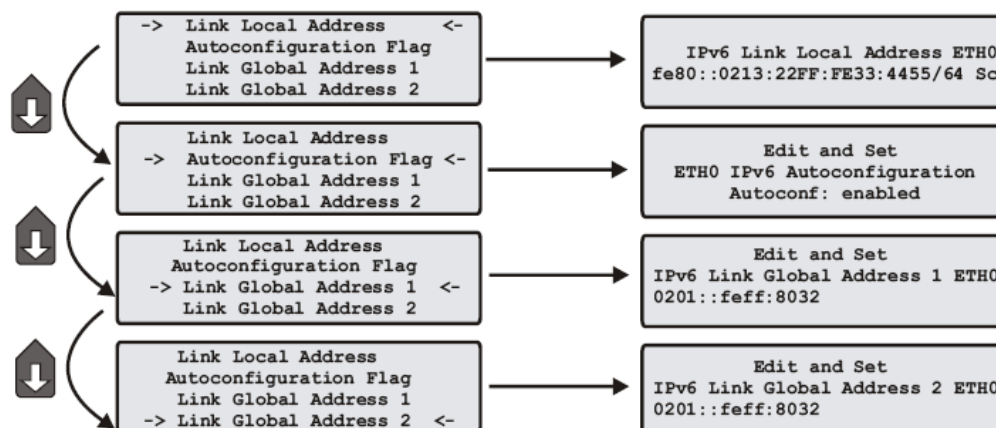 -> Link Local Address <-
Autoconfiguration Flag
Link Global Address 1
Link Global Address 2
IPv6 Link Local Address ETH0
fe80::0213:22FF:FE33:4455/64
Link Local Address
-> Autoconfiguration Flag <-
Link Global Address 1
Link Global Address 2
Edit and Set
ETH0 IPv6 Autoconfiguration
Autoconf: enabled
Link Local Address
Autoconfiguration Flag
-> Link Global Address 1 <-
Link Global Address 2
Edit and Set
IPv6 Link Global Address 1 ETH0
0201::feff:8032
Link Local Address
Autoconfiguration Flag
Link Global Address 1
-> Link Global Address 2 <-
Edit and Set
IPv6 Link Global Address 2 ETH0
0201::feff:8032